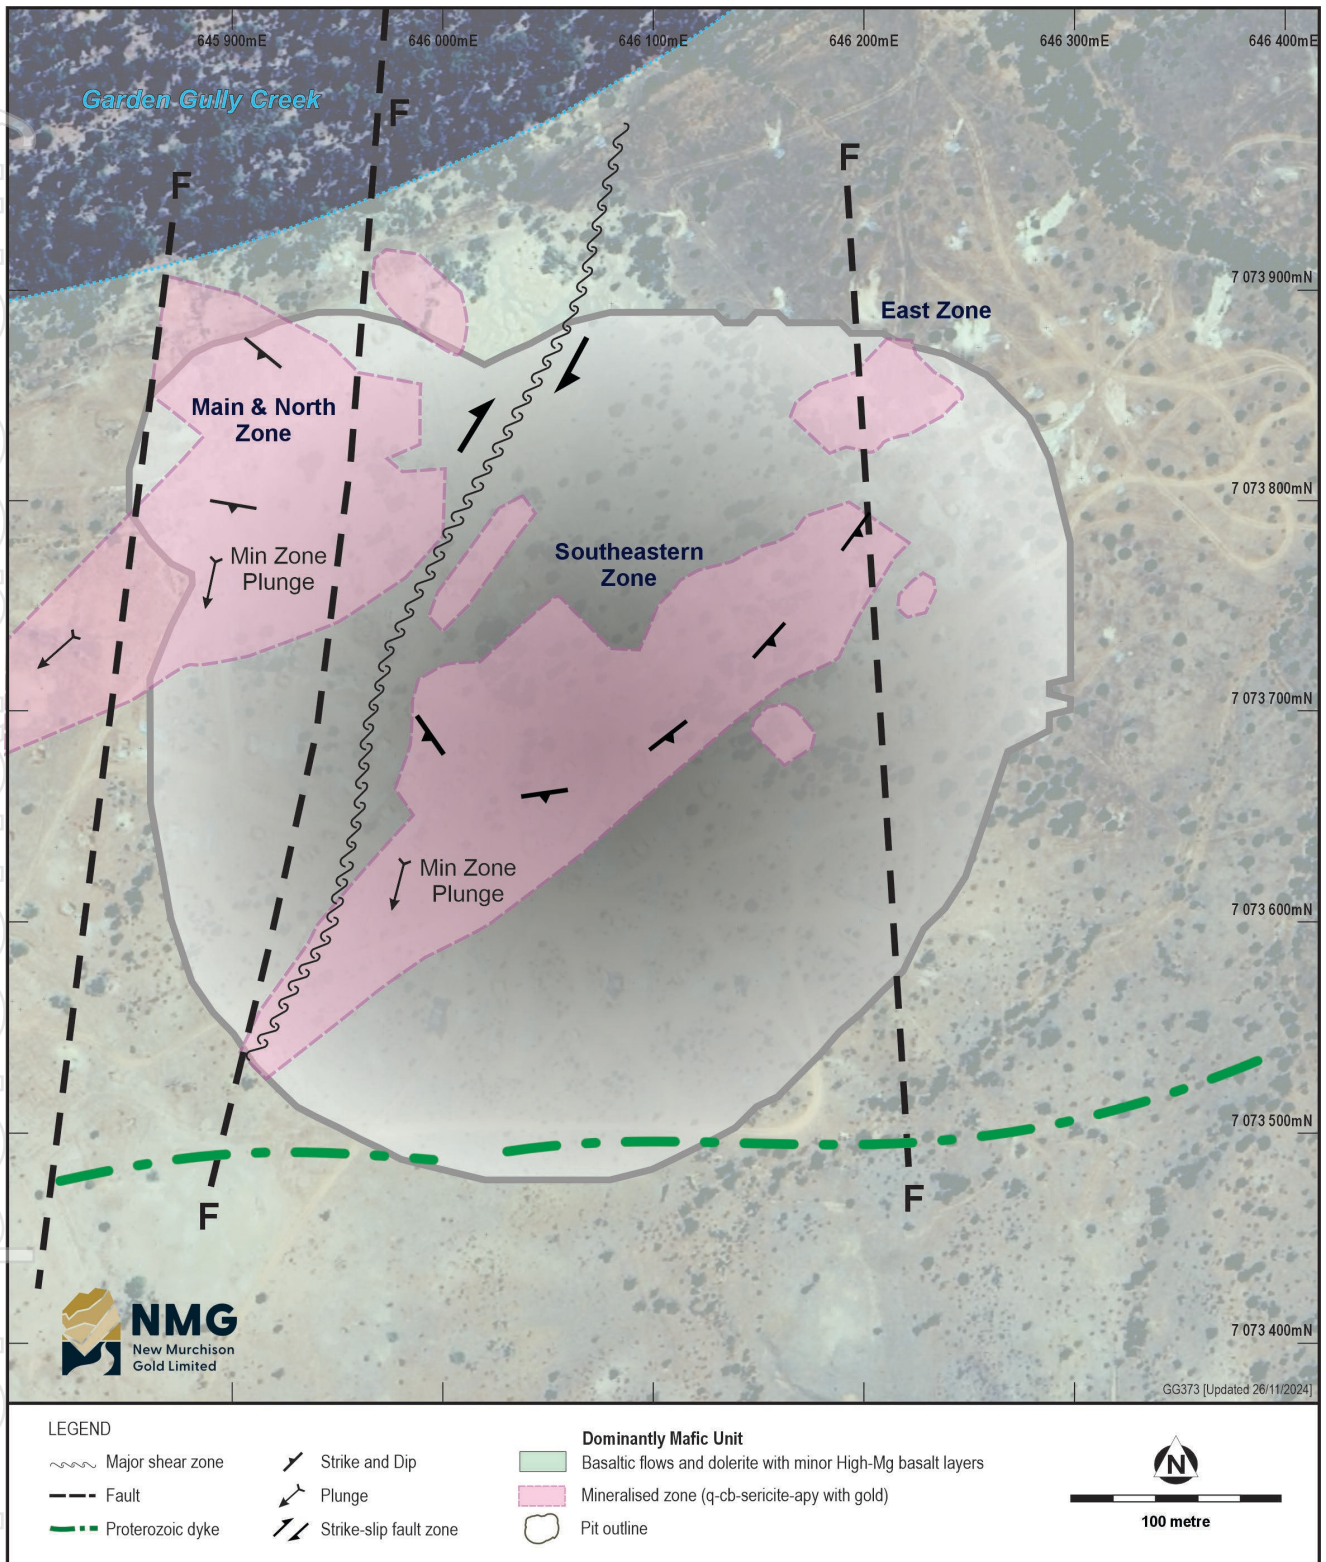 645 900mE
646 000mE
646 100mE
646 200mE
646 300mE
646 400mE
Garden Gully Creek
F
F
F
7 073 900mN
East Zone
Main & North
Zone
7 073 800mN
Southeastern
Zone
Min Zone
Plunge
7 073 700mN
Min Zone
Plunge
7 073 600mN
7 073 500mN
F
F
NMG
New Murchison
Gold Limited
7 073 400mN
GG373 [Updated 26/11/2024]
LEGEND
Major shear zone
Fault
Proterozoic dyke
Strike and Dip
Plunge
Strike-slip fault zone
Dominantly Mafic Unit
Basaltic flows and dolerite with minor High-Mg basalt layers
Mineralised zone (q-cb-sericite-apy with gold)
Pit outline
N
100 metre